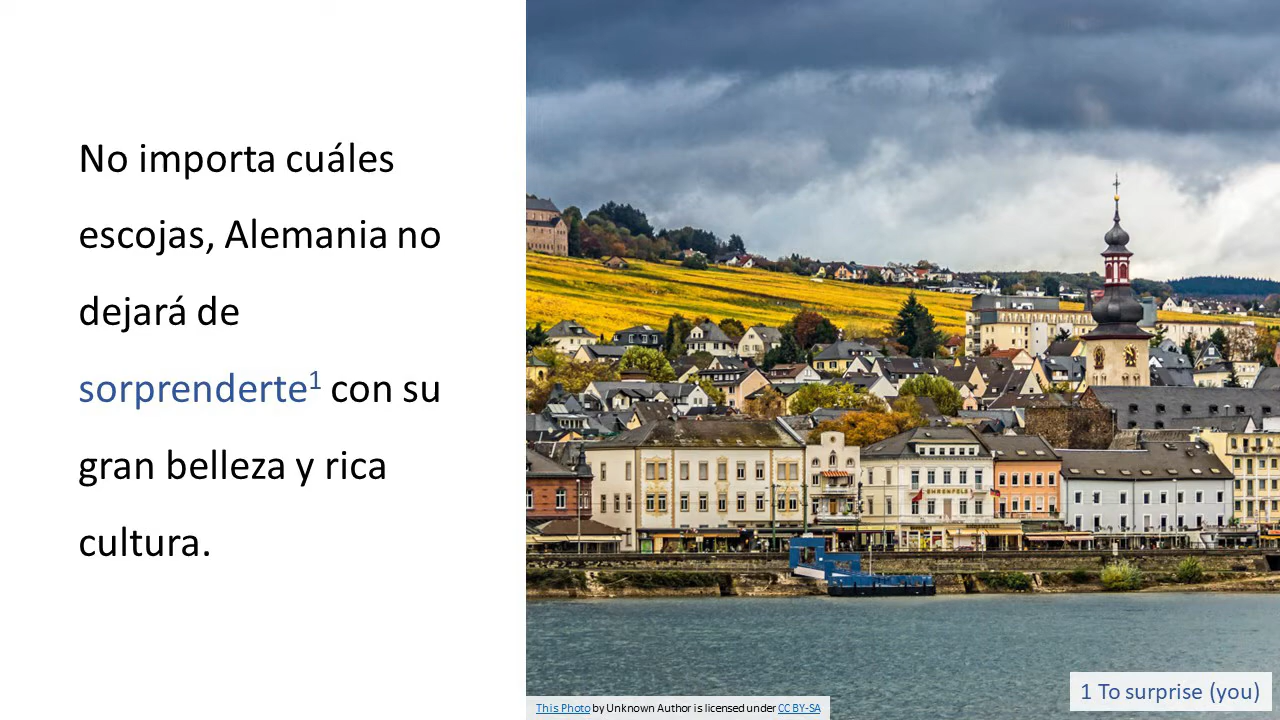 No importa cuáles
escojas, Alemania no
dejará de
sorprenderte¹ con su
gran belleza y rica
cultura.
EHRENFELS
This Photo by Unknown Author is licensed under CC BY-SA
1 To surprise (you)